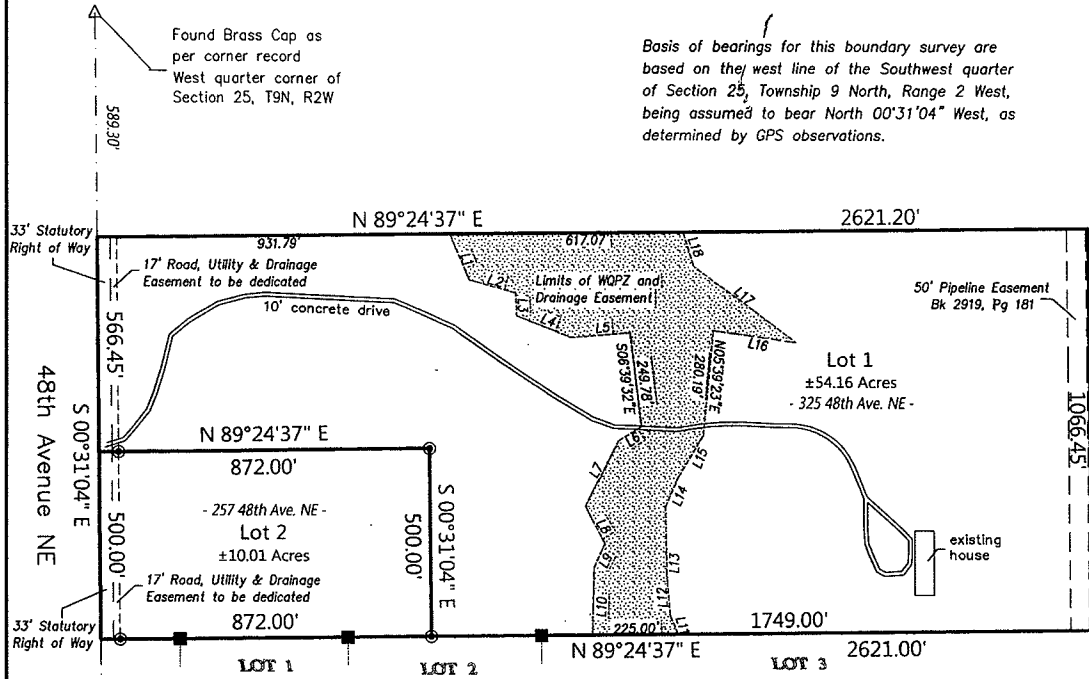 Found Brass Cap as
per corner record
West quarter corner of
Section 25, T9N, R2W
589.30'
Basis of bearings for this boundary survey are
based on the west line of the Southwest quarter
of Section 25, Township 9 North, Range 2 West,
being assumed to bear North 00°31'04" West, as
determined by GPS observations.
N 89°24'37" E
2621.20'
33' Statutory
Right of Way
931.79'
617.07'
17' Road, Utility & Drainage
Easement to be dedicated
L1
L2
L3
L4
L5
L18
L17
L16
Limits of WQPZ and
Drainage Easement
50' Pipeline Easement
Bk 2919, Pg 181
10' concrete drive
566.45'
S06°39'32"E
249.78'
N05°39'23"E
280.19'
Lot 1
±54.16 Acres
- 325 48th Ave. NE -
1066.45'
48th Avenue NE
S 00°31'04" E
N 89°24'37" E
872.00'
L6
L7
L8
L9
L10
L15
L14
L13
L12
L11
- 257 48th Ave. NE -
Lot 2
±10.01 Acres
500.00'
500.00'
S 00°31'04" E
existing
house
17' Road, Utility & Drainage
Easement to be dedicated
33' Statutory
Right of Way
872.00'
225.00'
1749.00'
N 89°24'37" E
2621.00'
LOT 1
LOT 2
LOT 3